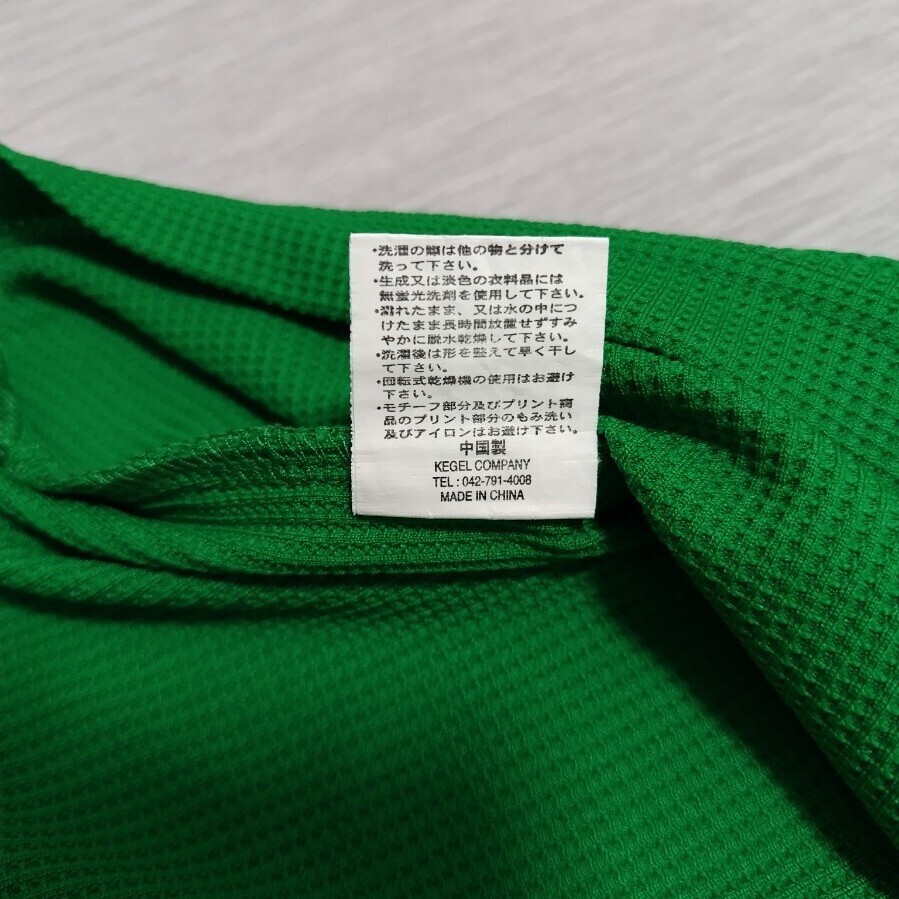 ・洗濯の際は他の物と分けて
洗って下さい。
・生成又は淡色の衣料品には
無蛍光洗剤を使用して下さい。
・濡れたまま、又は水の中につ
けたまま長時間放置せずすみ
やかに脱水乾燥して下さい。
・洗濯後は形を整えて早く干し
て下さい。
・回転式乾燥機の使用はお避け
下さい。
・モチーフ部分及びプリント商
品のプリント部分のもみ洗い
及びアイロンはお避け下さい。
中国製
KEGEL COMPANY
TEL : 042-791-4008
MADE IN CHINA